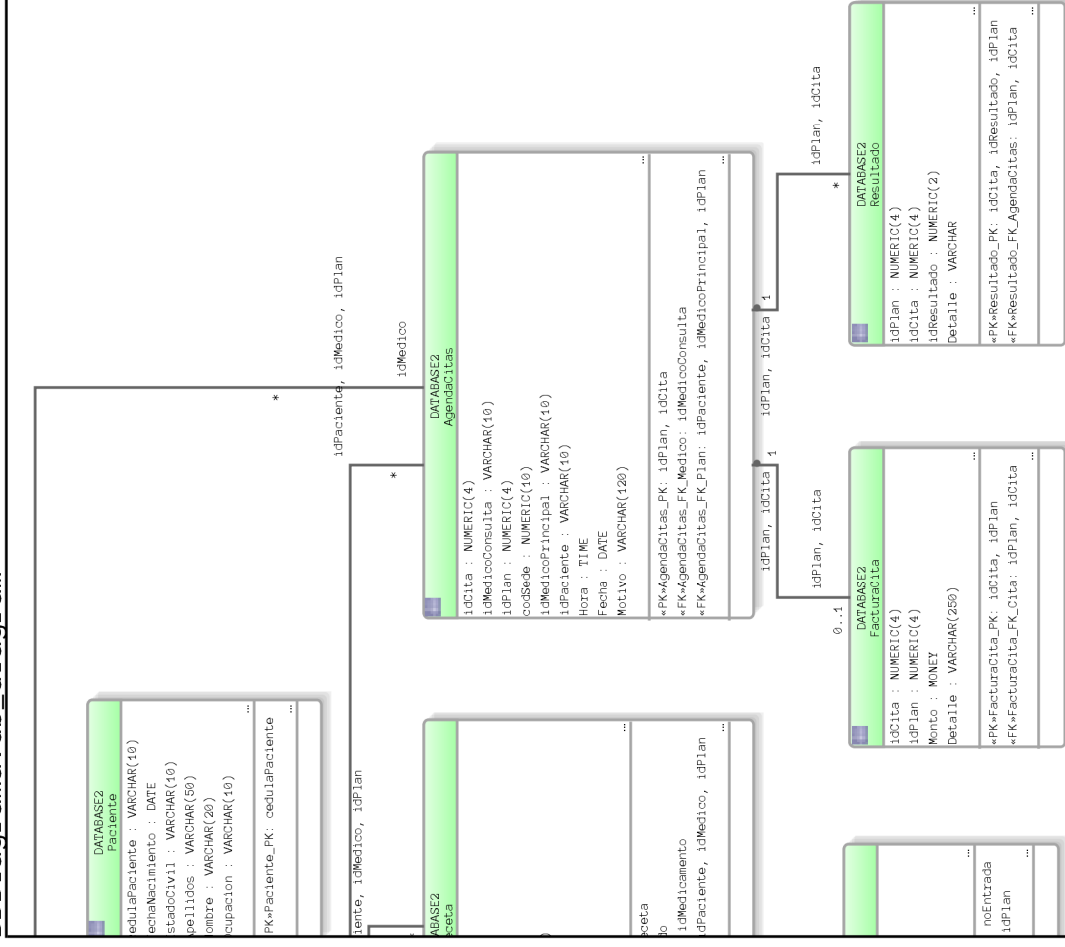 DATABASE2
Paciente
edulaPaciente : VARCHAR(10)
echaNacimiento : DATE
stadoCivil : VARCHAR(10)
pellidos : VARCHAR(50)
ombre : VARCHAR(20)
cupacion : VARCHAR(10)
...
PK»Paciente_PK: cedulaPaciente
...
iente, idMedico, idPlan
*
idPaciente, idMedico, idPlan
*
idMedico
ABASE2
eceta
)
...
eceta
do
idMedicamento
dPaciente, idMedico, idPlan
...
DATABASE2
AgendaCitas
idCita : NUMERIC(4)
idMedicoConsulta : VARCHAR(10)
idPlan : NUMERIC(4)
codSede : NUMERIC(10)
idMedicoPrincipal : VARCHAR(10)
idPaciente : VARCHAR(10)
Hora : TIME
Fecha : DATE
Motivo : VARCHAR(120)
...
«PK»AgendaCitas_PK: idPlan, idCita
«FK»AgendaCitas_FK_Medico: idMedicoConsulta
«FK»AgendaCitas_FK_Plan: idPaciente, idMedicoPrincipal, idPlan
...
idPlan, idCita
1
idPlan, idCita
1
idPlan, idCita
0..1
idPlan, idCita
*
noEntrada
idPlan
...
...
DATABASE2
FacturaCita
idCita : NUMERIC(4)
idPlan : NUMERIC(4)
Monto : MONEY
Detalle : VARCHAR(250)
...
«PK»FacturaCita_PK: idCita, idPlan
«FK»FacturaCita_FK_Cita: idPlan, idCita
...
DATABASE2
Resultado
idPlan : NUMERIC(4)
idCita : NUMERIC(4)
idResultado : NUMERIC(2)
Detalle : VARCHAR
...
«PK»Resultado_PK: idCita, idResultado, idPlan
«FK»Resultado_FK_AgendaCitas: idPlan, idCita
...